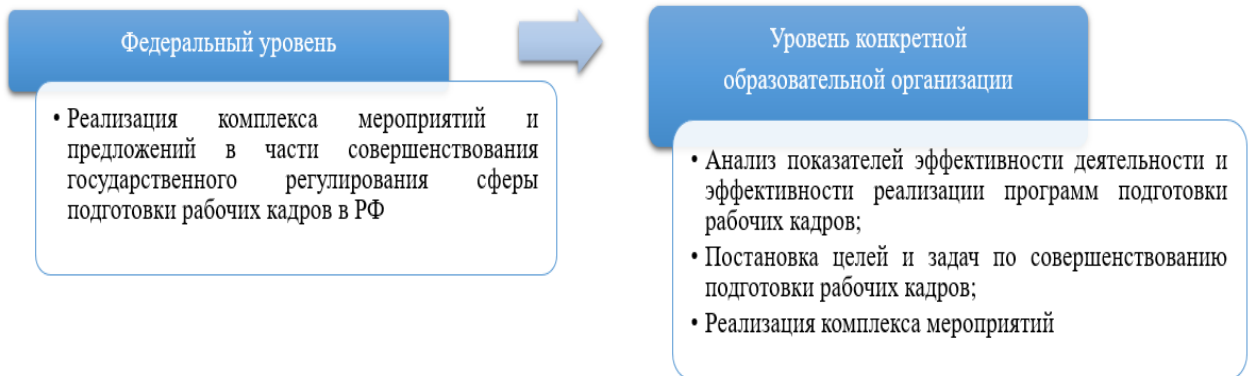 Федеральный уровень
• Реализация комплекса мероприятий и
предложений в части совершенствования
государственного регулирования сферы
подготовки рабочих кадров в РФ
Уровень конкретной
образовательной организации
• Анализ показателей эффективности деятельности и
эффективности реализации программ подготовки
рабочих кадров;
• Постановка целей и задач по совершенствованию
подготовки рабочих кадров;
• Реализация комплекса мероприятий